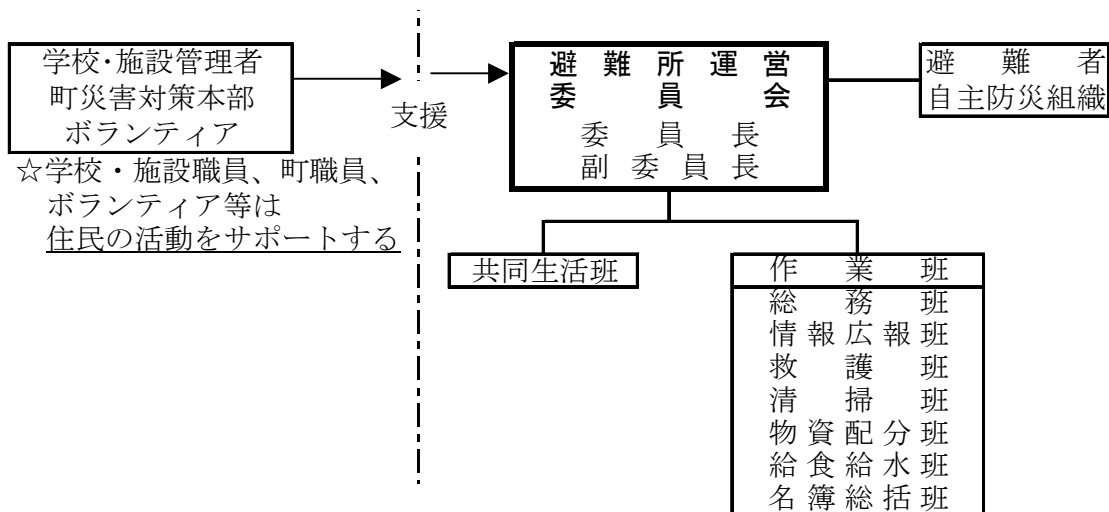 学校・施設管理者
町災害対策本部
ボランティア
☆学校・施設職員、町職員、
ボランティア等は
住民の活動をサポートする
支援
避難所運営
委員会
委員長
副委員長
避難者
自主防災組織
共同生活班
作業班
総務班
情報広報班
救護班
清掃班
物資配分班
給食給水班
名簿総括班